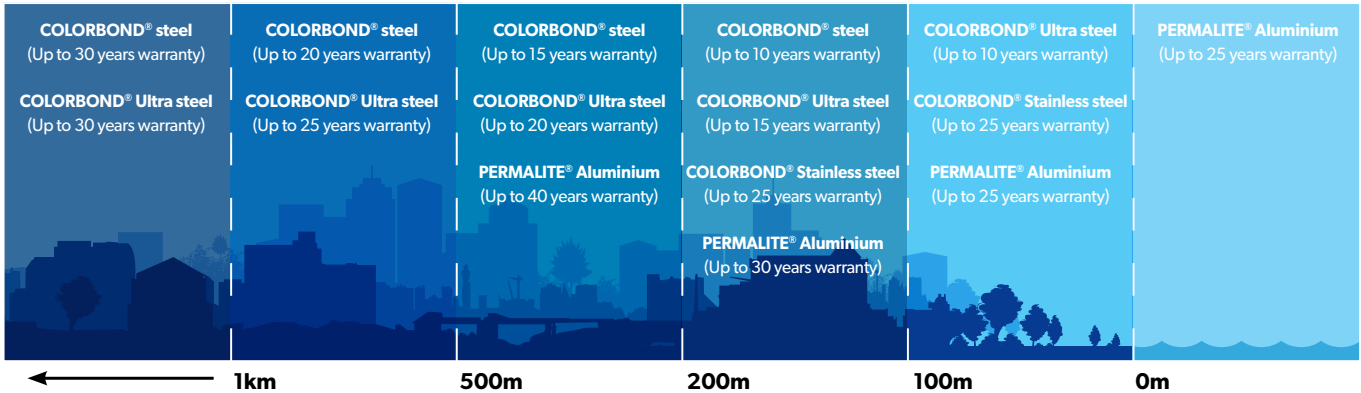 COLORBOND® steel
(Up to 30 years warranty)
COLORBOND® Ultra steel
(Up to 30 years warranty)
COLORBOND® steel
(Up to 20 years warranty)
COLORBOND® Ultra steel
(Up to 25 years warranty)
COLORBOND® steel
(Up to 15 years warranty)
COLORBOND® Ultra steel
(Up to 20 years warranty)
PERMALITE® Aluminium
(Up to 40 years warranty)
COLORBOND® steel
(Up to 10 years warranty)
COLORBOND® Ultra steel
(Up to 15 years warranty)
COLORBOND® Stainless steel
(Up to 25 years warranty)
PERMALITE® Aluminium
(Up to 30 years warranty)
COLORBOND® Ultra steel
(Up to 10 years warranty)
COLORBOND® Stainless steel
(Up to 25 years warranty)
PERMALITE® Aluminium
(Up to 25 years warranty)
PERMALITE® Aluminium
(Up to 25 years warranty)
1km
500m
200m
100m
0m